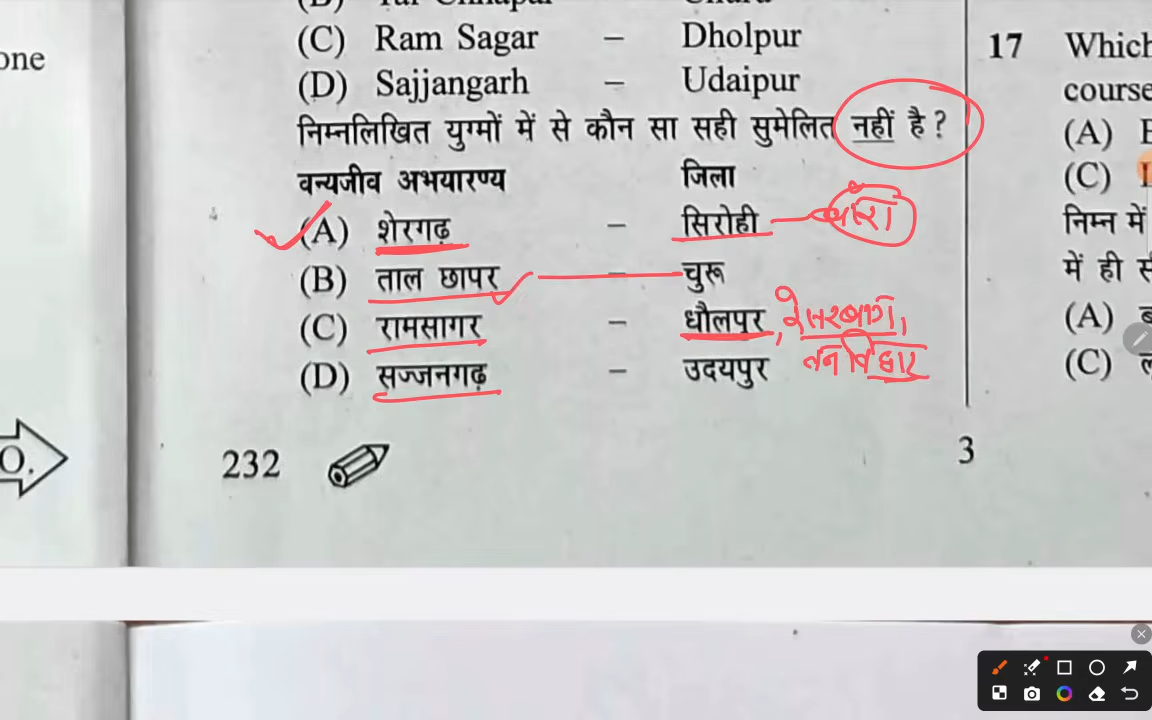 (C) Ram Sagar – Dholpur
(D) Sajjangarh – Udaipur
निम्नलिखित युग्मों में से कौन सा सही सुमेलित नहीं है ?
वन्यजीव अभयारण्य जिला
(A) शेरगढ़ – सिरोही बारां
(B) ताल छापर – चुरू
(C) रामसागर – धौलपुर,
(D) सज्जनगढ़ – उदयपुर वन विहार
232
3
one
O.
17 Which
course
(A)
(C)
निम्न में
में ही
(A)
(C)